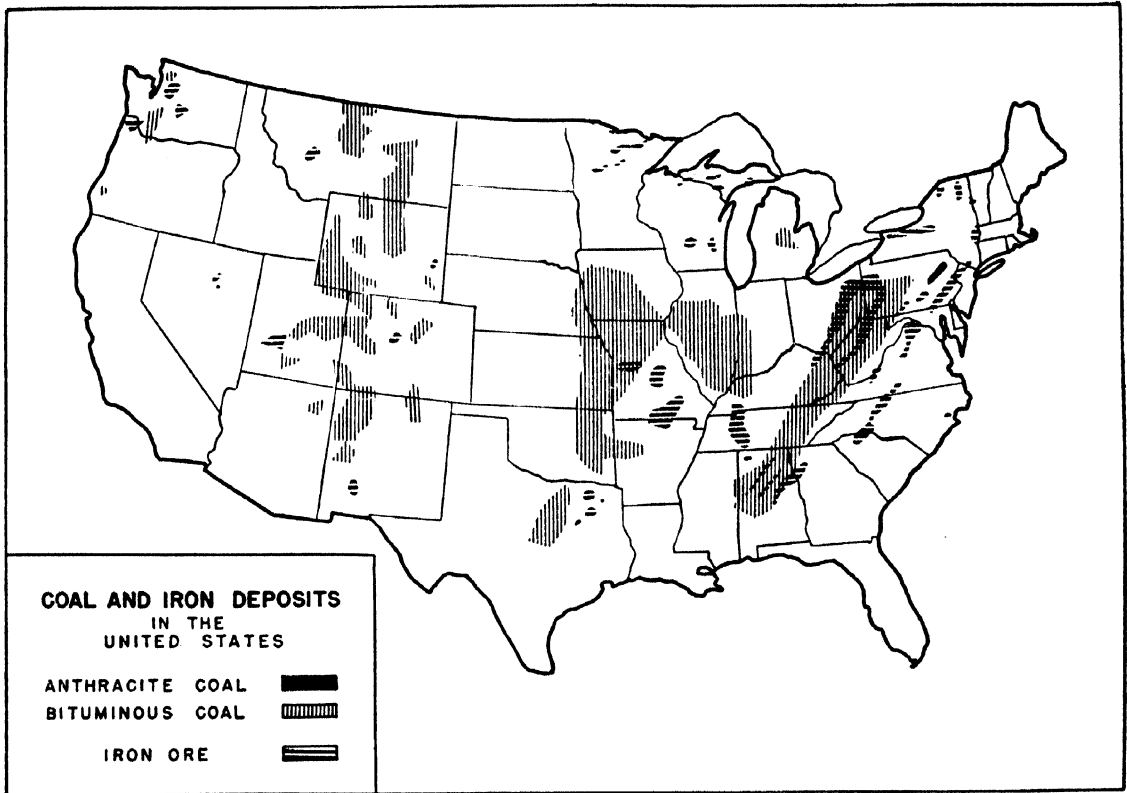 COAL AND IRON DEPOSITS
IN THE
UNITED STATES
ANTHRACITE COAL
BITUMINOUS COAL
IRON ORE